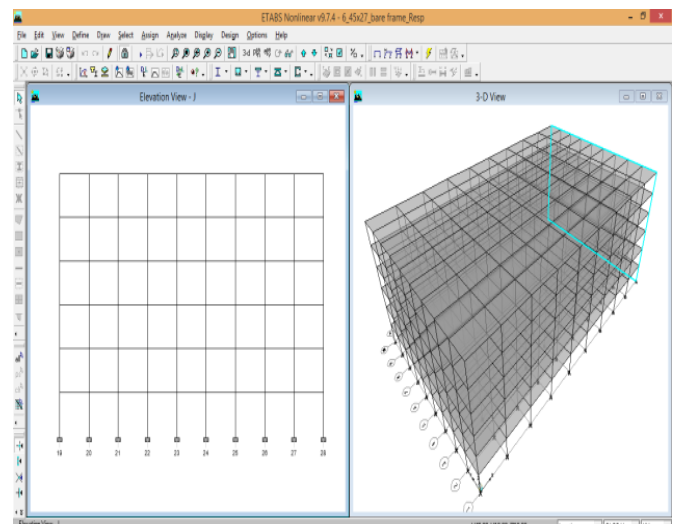 ETABS Nonlinear v9.7.4 - 6_45x27_bare frame_Resp
File Edit View Define Draw Select Assign Analyze Display Design Options Help
Elevation View - J
3-D View
19 20 21 22 23 24 25 26 27 28